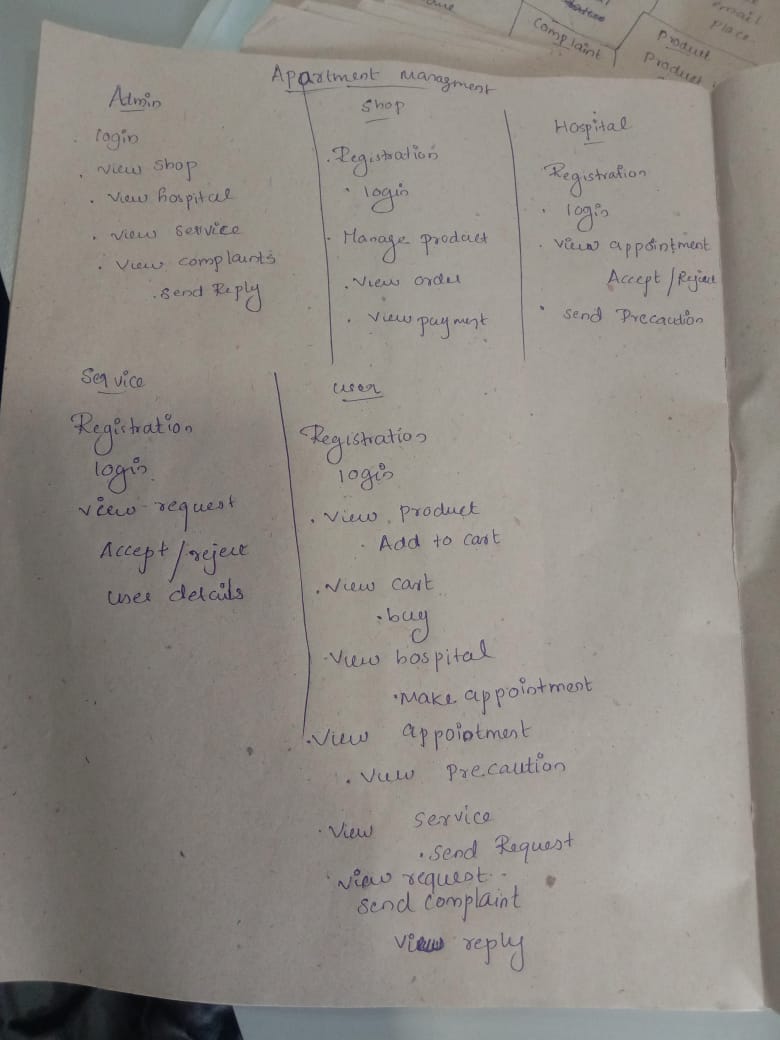 Complaint
Product
Product
email
place
Apartment Managment
Admin
login
. view shop
. view hospital
. view service
. view complaints
. Send Reply
Shop
. Registration
. login
. Manage product
. View order
. View payment
Hospital
Registration
. login
. view appointment
Accept / Reject
. send Precaution
Service
Registration
login
view request
Accept / reject
user details
user
Registration
login
. View product
. Add to cart
. View cart
. buy
. View hospital
. Make appointment
. View appointment
. View Precaution
. View service
. Send Request
view request
send complaint
View reply